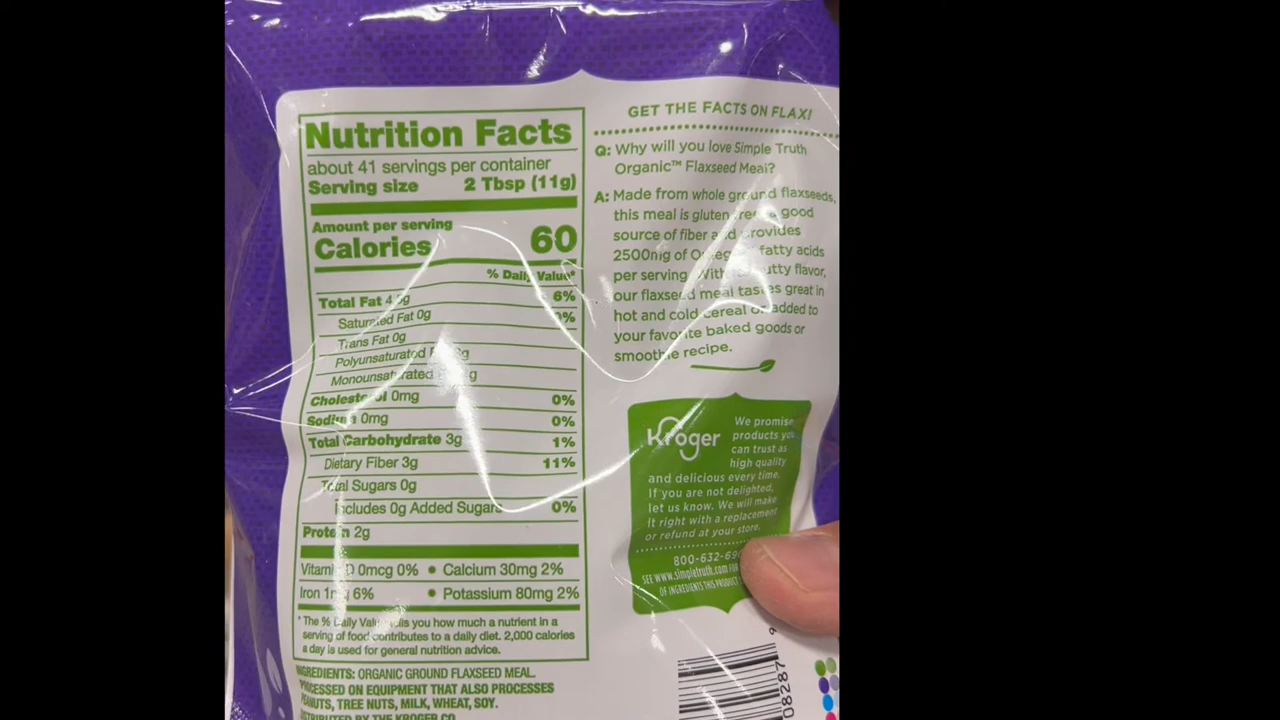 Nutrition Facts
about 41 servings per container
Serving size 2 Tbsp (11g)
Amount per serving
Calories 60
% Daily Value*
Total Fat 6%
Saturated Fat 0g
Trans Fat 0g
Polyunsaturated
Monounsaturated
Cholesterol 0mg 0%
Sodium 0mg 0%
Total Carbohydrate 3g 1%
Dietary Fiber 3g 11%
Total Sugars 0g
Includes 0g Added Sugars 0%
Protein 2g
Vitamin D 0mcg 0% • Calcium 30mg 2%
Iron 1mg 6% • Potassium 80mg 2%
* The % Daily Value tells you how much a nutrient in a
serving of food contributes to a daily diet. 2,000 calories
a day is used for general nutrition advice.
INGREDIENTS: ORGANIC GROUND FLAXSEED MEAL.
PROCESSED ON EQUIPMENT THAT ALSO PROCESSES
PEANUTS, TREE NUTS, MILK, WHEAT, SOY.
DISTRIBUTED BY THE KROGER CO.
GET THE FACTS ON FLAX!
Q: Why will you love Simple Truth
Organic™ Flaxseed Meal?
A: Made from whole ground flaxseeds,
this meal is gluten free, a good
source of fiber and provides
2500mg of fatty acids
per serving. With nutty flavor,
our flaxseed meal tastes great in
hot and cold cereal or added to
your favorite baked goods or
smoothie recipe.
Kroger
We promise
products you
can trust as
high quality
and delicious every time.
If you are not delighted,
let us know. We will make
it right with a replacement
or refund at your store.
800-632-690
SEE www.simpletruth.com FOR
OF INGREDIENTS THIS PRODUCT
08287
9